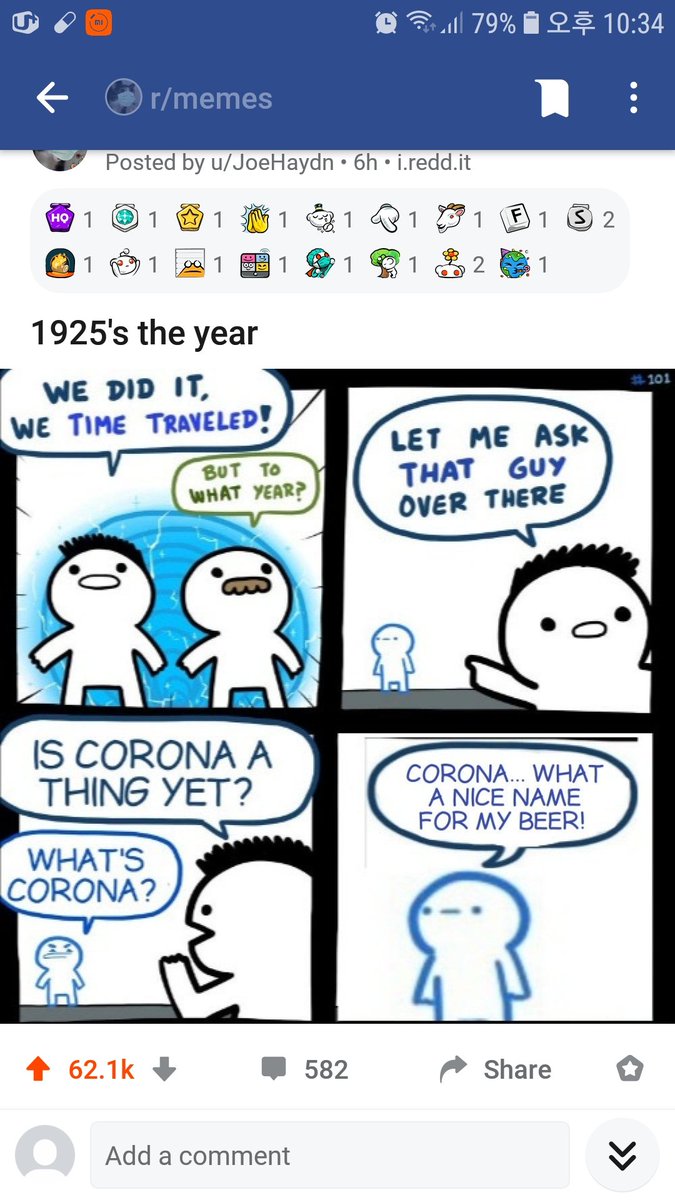 79% 오후 10:34
r/memes
Posted by u/JoeHaydn • 6h • i.redd.it
HQ 1 1 1 1 1 1 1 F 1 S 2
1 1 1 1 1 1 2 1
1925's the year
#101
WE DID IT,
WE TIME TRAVELED!
BUT TO
WHAT YEAR?
LET ME ASK
THAT GUY
OVER THERE
IS CORONA A
THING YET?
WHAT'S
CORONA?
CORONA... WHAT
A NICE NAME
FOR MY BEER!
62.1k 582 Share
Add a comment